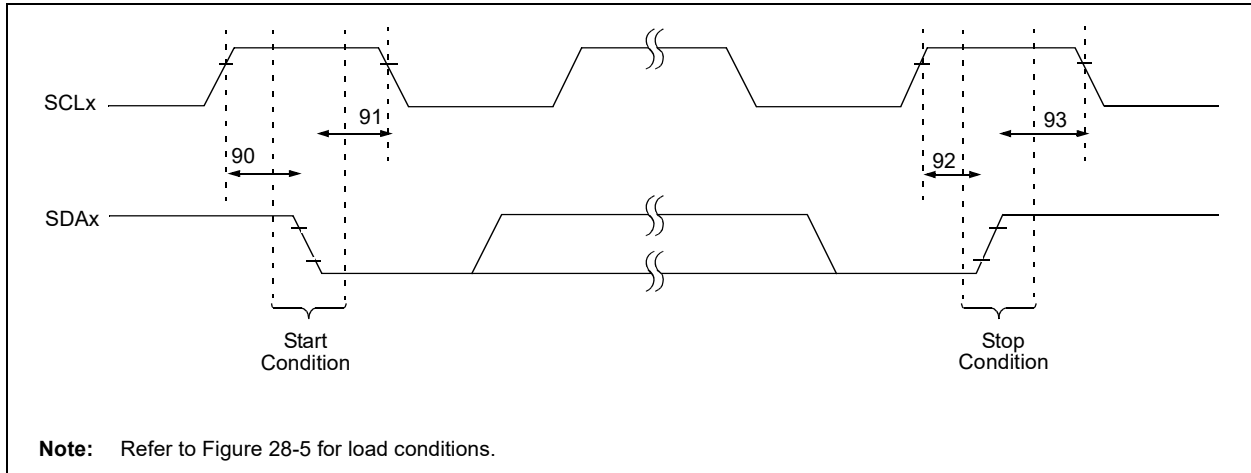 SCLx
91
93
90
92
SDAx
Start
Condition
Stop
Condition
Note: Refer to Figure 28-5 for load conditions.